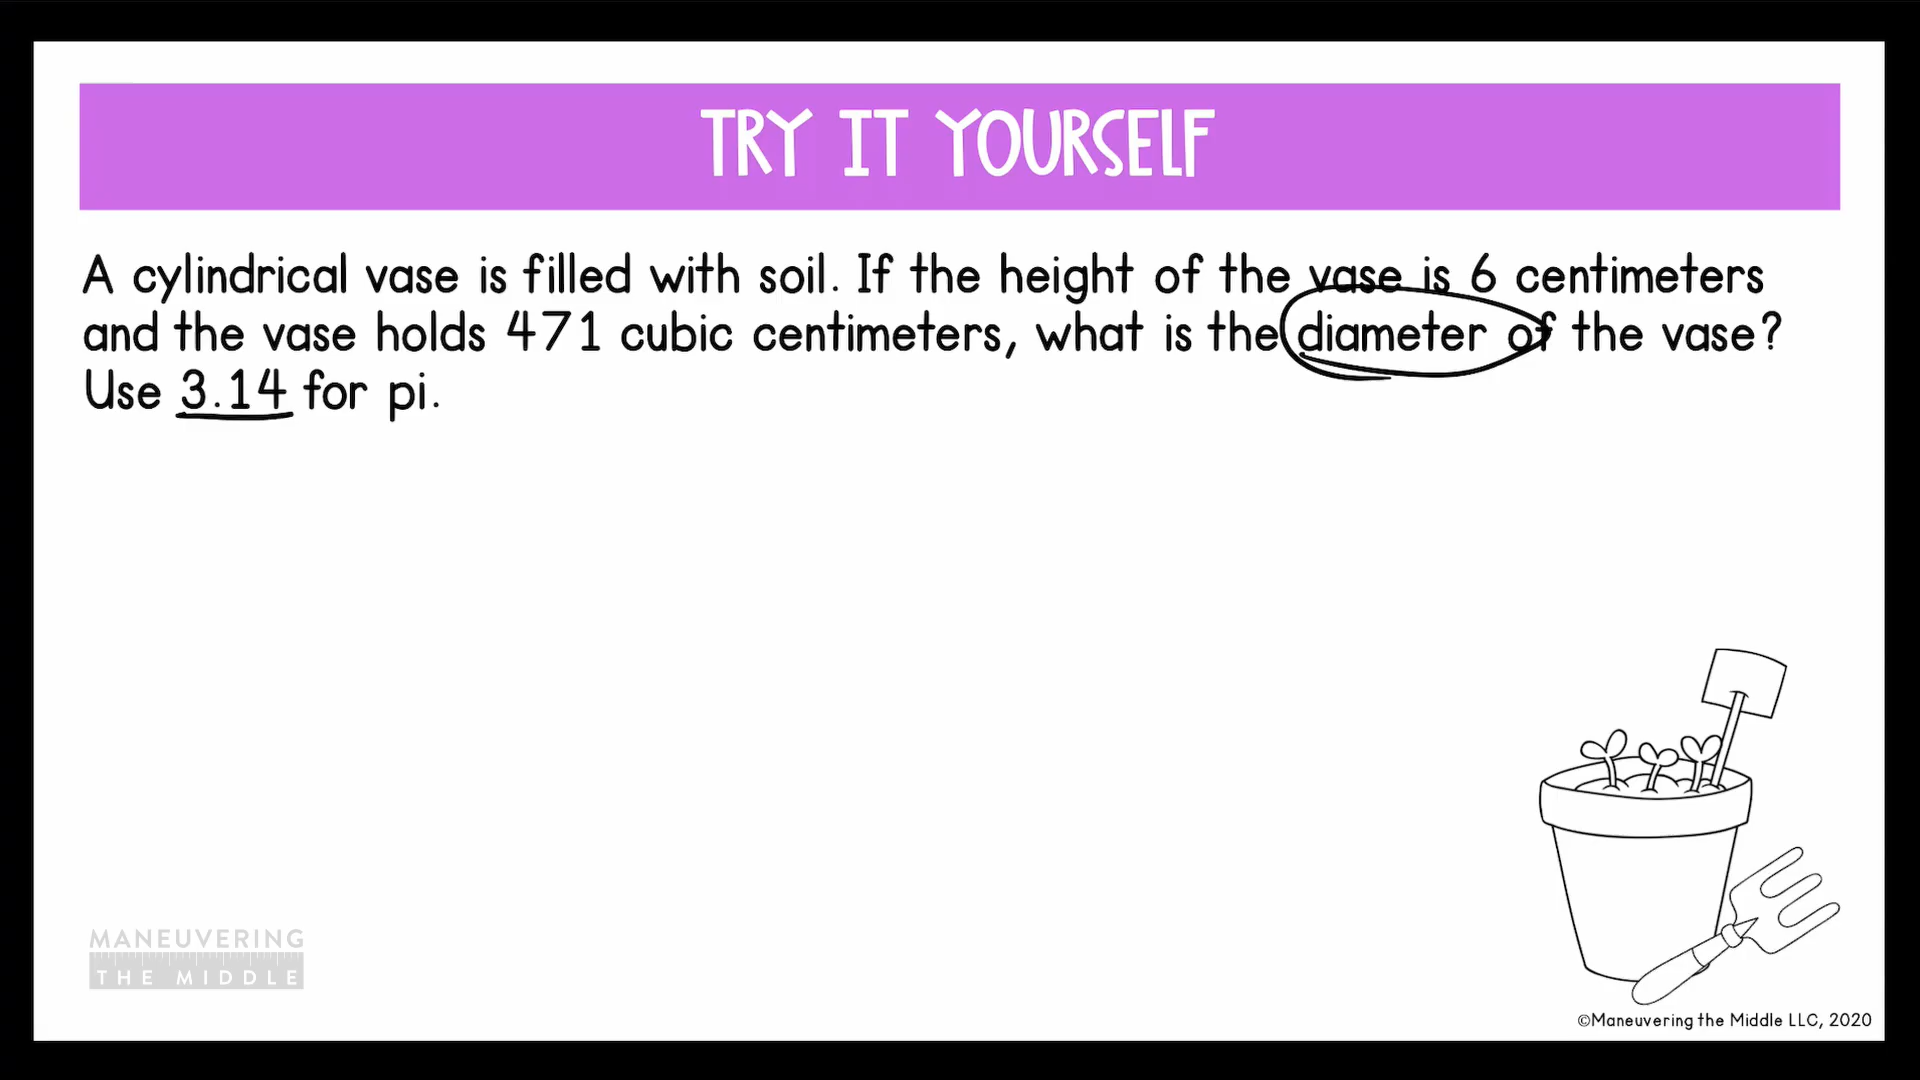 TRY IT YOURSELF
A cylindrical vase is filled with soil. If the height of the vase is 6 centimeters
and the vase holds 471 cubic centimeters, what is the diameter of the vase?
Use 3.14 for pi.
MANEUVERING
THE MIDDLE
©Maneuvering the Middle LLC, 2020